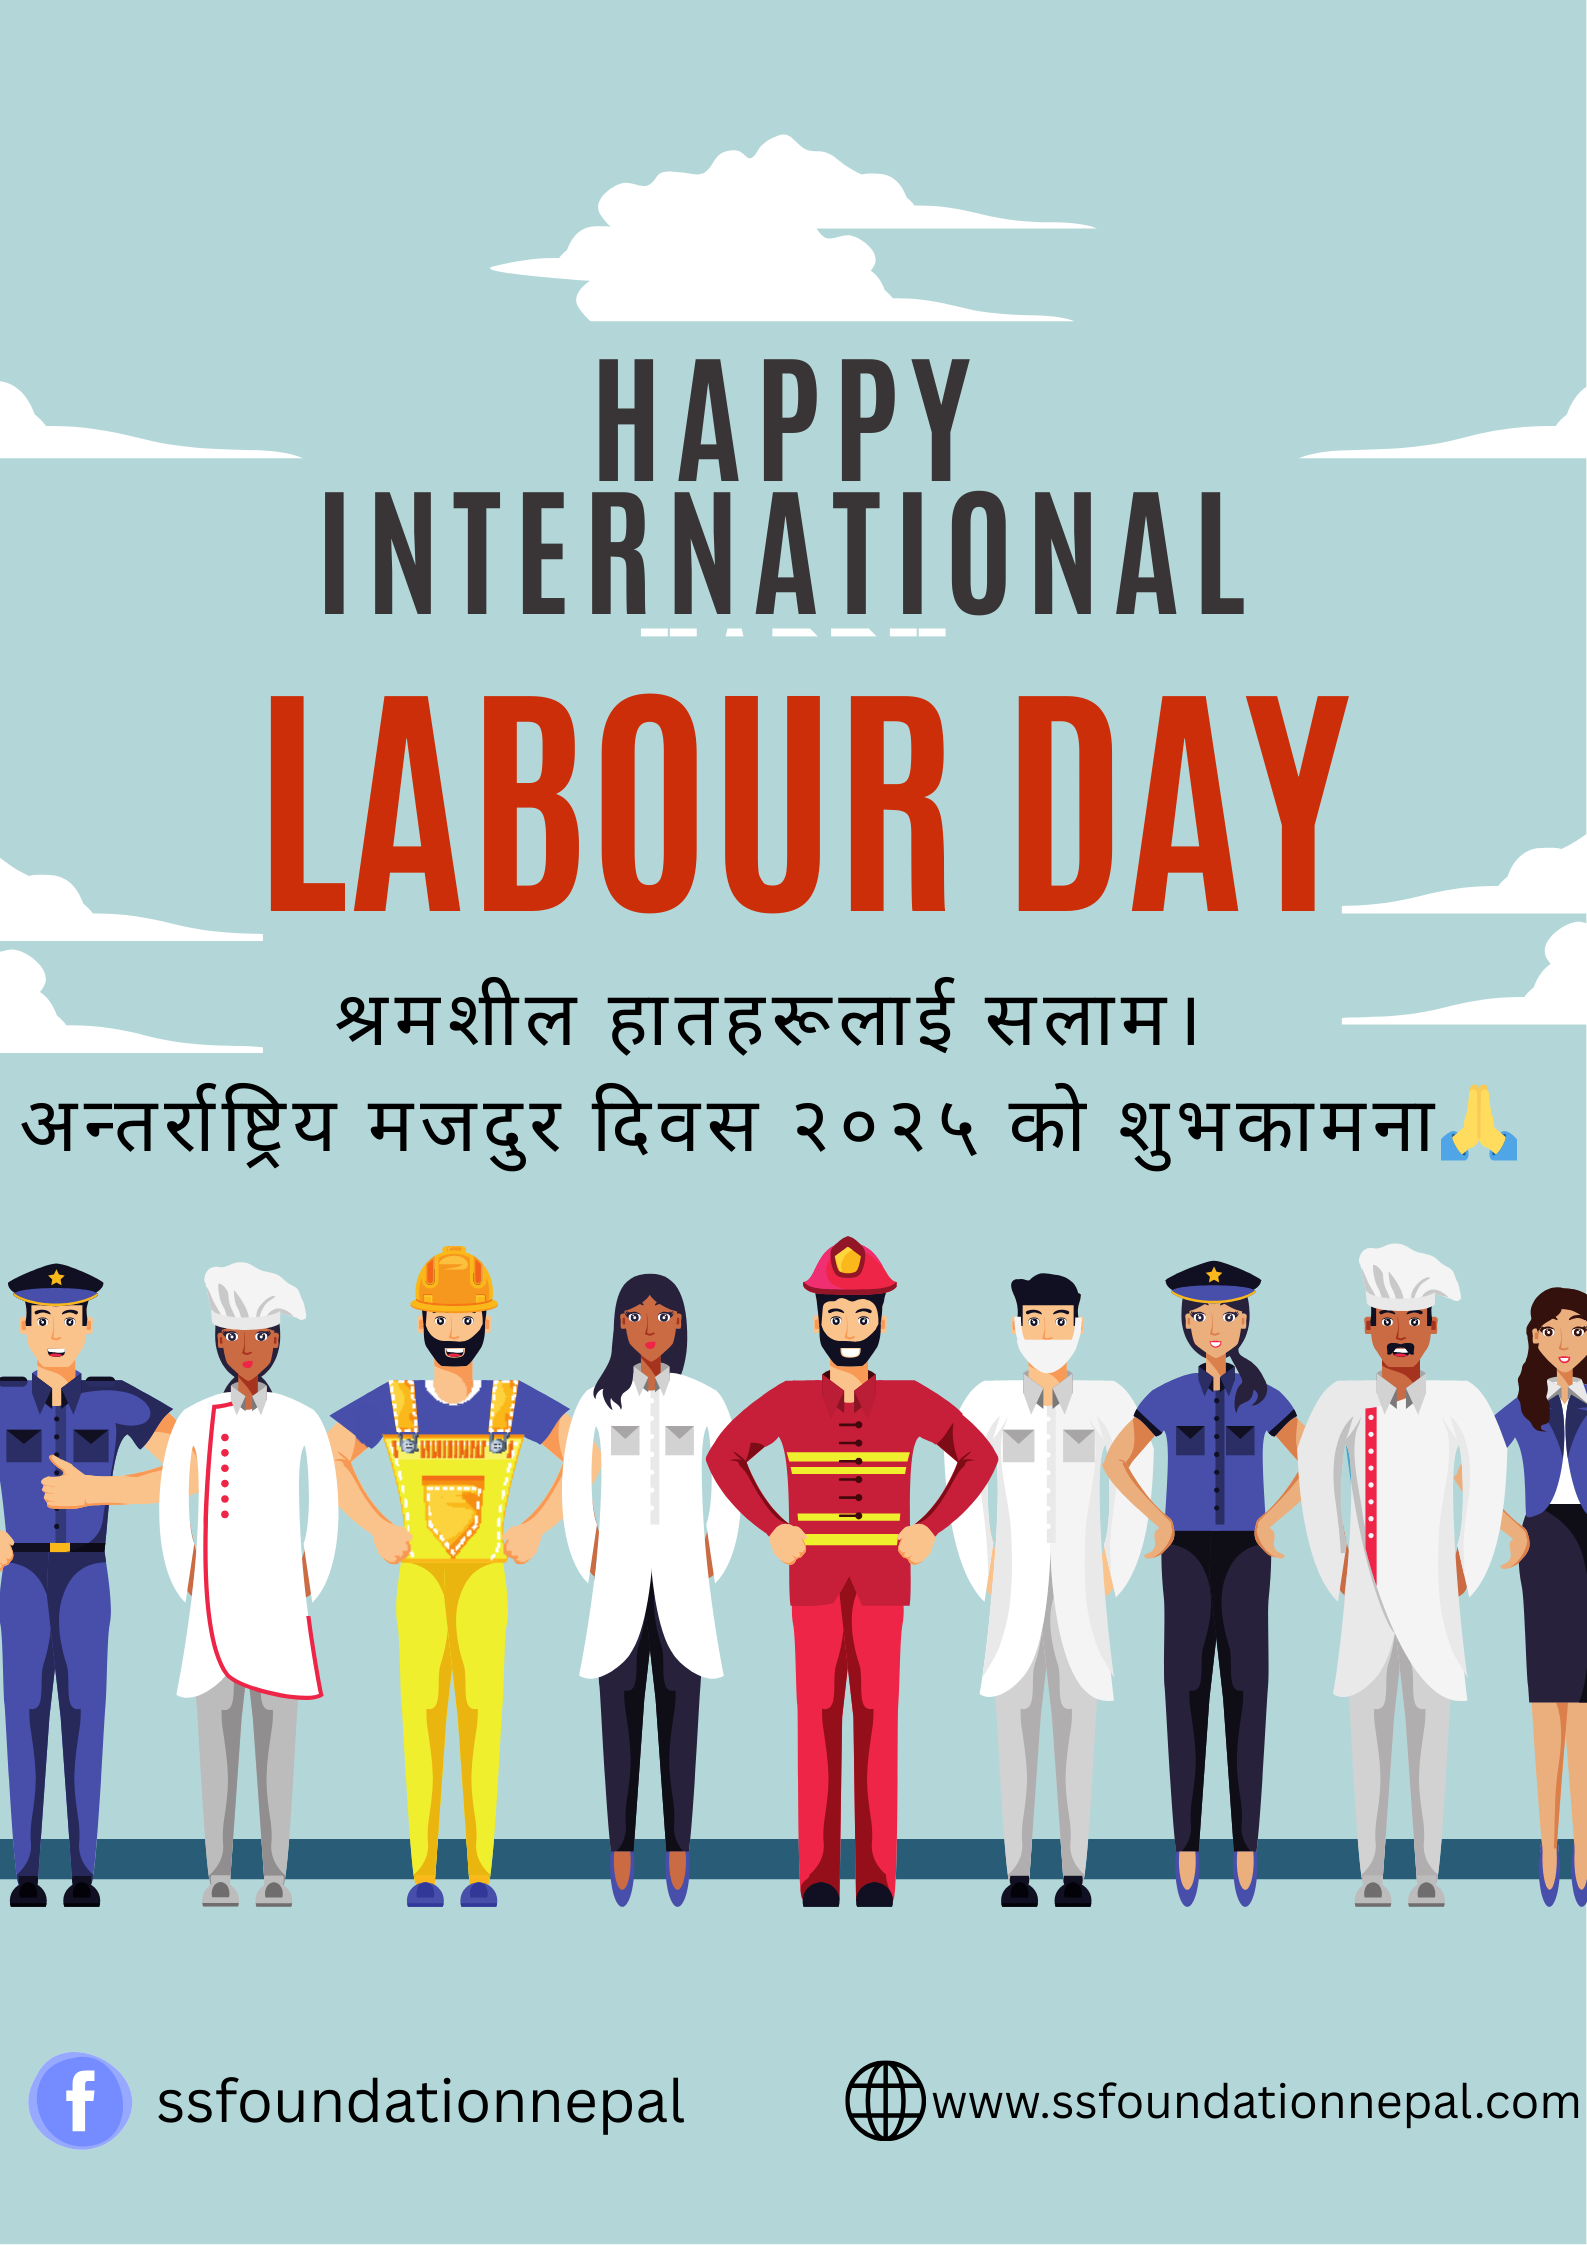 HAPPY
INTERNATIONAL
LABOUR DAY
श्रमशील हातहरूलाई सलाम।
अन्तर्राष्ट्रिय मजदुर दिवस २०२५ को शुभकामना🙏
ssfoundationnepal
www.ssfoundationnepal.com